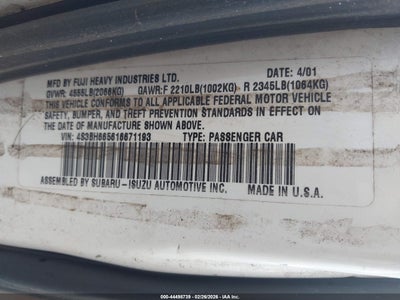 MFD BY FUJI HEAVY INDUSTRIES LTD. 4/01
GVWR: 4555LB(2066KG) GAWR:F 2210LB(1002KG) R 2345LB(1064KG)
THIS VEHICLE CONFORMS TO ALL APPLICABLE FEDERAL MOTOR VEHICLE
SAFETY, BUMPER, AND THEFT PREVENTION STANDARDS IN EFFECT ON
THE DATE OF MANUFACTURE SHOWN ABOVE.
VIN: 4S3BH665616671193 TYPE: PASSENGER CAR
ASSEMBLED BY SUBARU-ISUZU AUTOMOTIVE INC. MADE IN U.S.A.
000-44498739 - 02/26/2026 - IAA Inc.